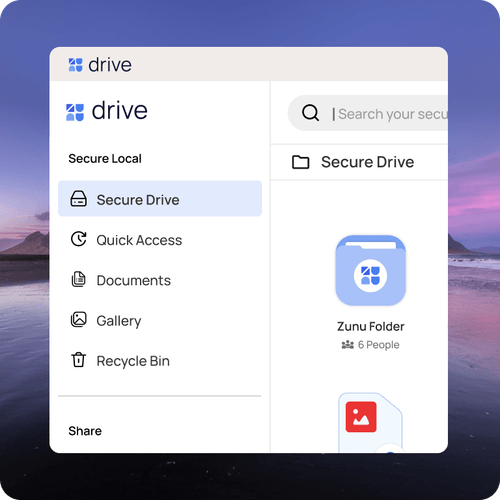 drive
drive
Search your secu
Secure Local
Secure Drive
Secure Drive
Quick Access
Documents
Gallery
Recycle Bin
Zunu Folder
6 People
Share